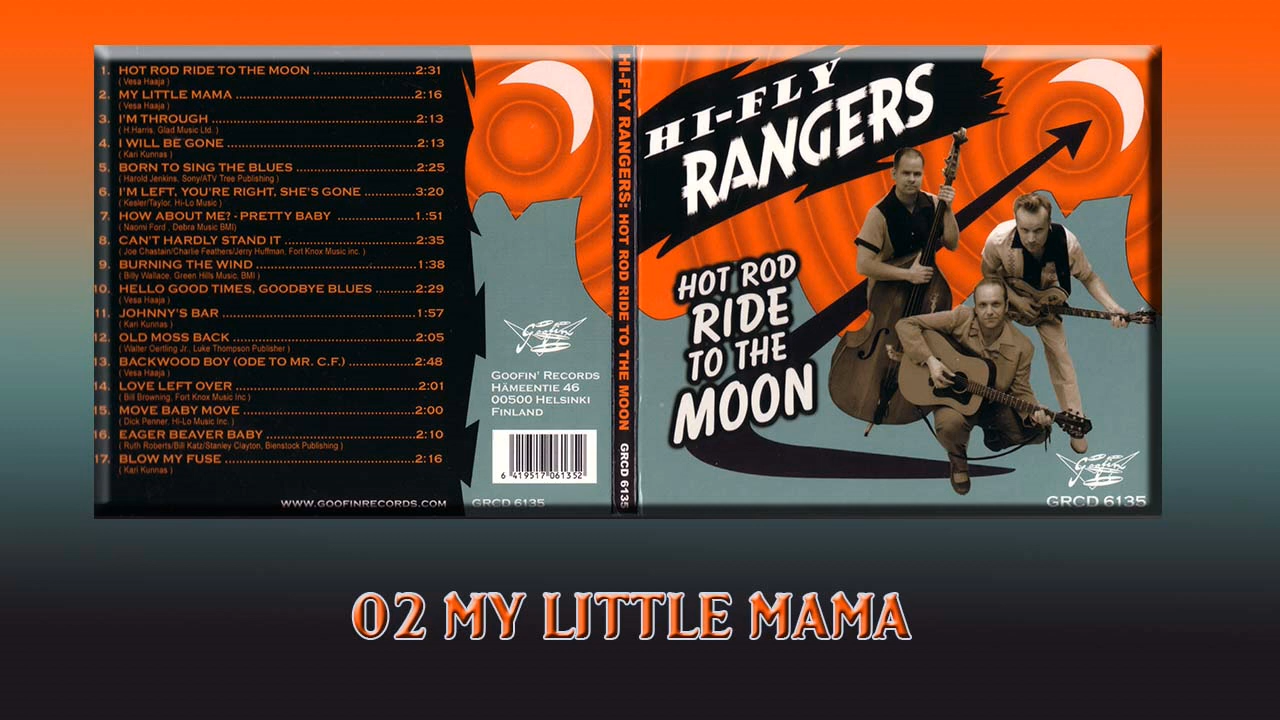 1. HOT ROD RIDE TO THE MOON ..........................2:31
( Vesa Haaja )
2. MY LITTLE MAMA .............................................2:16
( Vesa Haaja )
3. I'M THROUGH ....................................................2:13
( H.Harris, Glad Music Ltd. )
4. I WILL BE GONE ................................................2:13
( Kari Kunnas )
5. BORN TO SING THE BLUES ...............................2:25
( Harold Jenkins, Sony/ATV Tree Publishing )
6. I'M LEFT, YOU'RE RIGHT, SHE'S GONE .............3:20
( Kesler/Taylor, Hi-Lo Music )
7. HOW ABOUT ME? - PRETTY BABY ....................1:51
( Naomi Ford , Debra Music BMI)
8. CAN'T HARDLY STAND IT .................................2:35
( Joe Chastain/Charlie Feathers/Jerry Huffman, Fort Knox Music inc. )
9. BURNING THE WIND ........................................1:38
( Billy Wallace, Green Hills Music, BMI )
10. HELLO GOOD TIMES, GOODBYE BLUES ..........2:29
( Vesa Haaja )
11. JOHNNY'S BAR .................................................1:57
( Kari Kunnas )
12. OLD MOSS BACK ..............................................2:05
( Walter Oertling Jr., Luke Thompson Publisher )
13. BACKWOOD BOY (ODE TO MR. C.F.) .................2:48
( Vesa Haaja )
14. LOVE LEFT OVER ..............................................2:01
( Bill Browning, Fort Knox Music Inc )
15. MOVE BABY MOVE ............................................2:00
( Dick Penner, Hi-Lo Music Inc. )
16. EAGER BEAVER BABY ......................................2:10
( Ruth Roberts/Bill Katz/Stanley Clayton, Bienstock Publishing )
17. BLOW MY FUSE ................................................2:16
( Kari Kunnas )
WWW.GOOFINRECORDS.COM
Goofin'
GOOFIN' RECORDS
HÄMEENTIE 46
00500 HELSINKI
FINLAND
6 419517 061352
GRCD 6135
HI-FLY RANGERS: HOT ROD RIDE TO THE MOON GRCD 6135
HI-FLY
RANGERS
HOT ROD
RIDE
TO THE
MOON
Goofin'
GRCD 6135
02 MY LITTLE MAMA